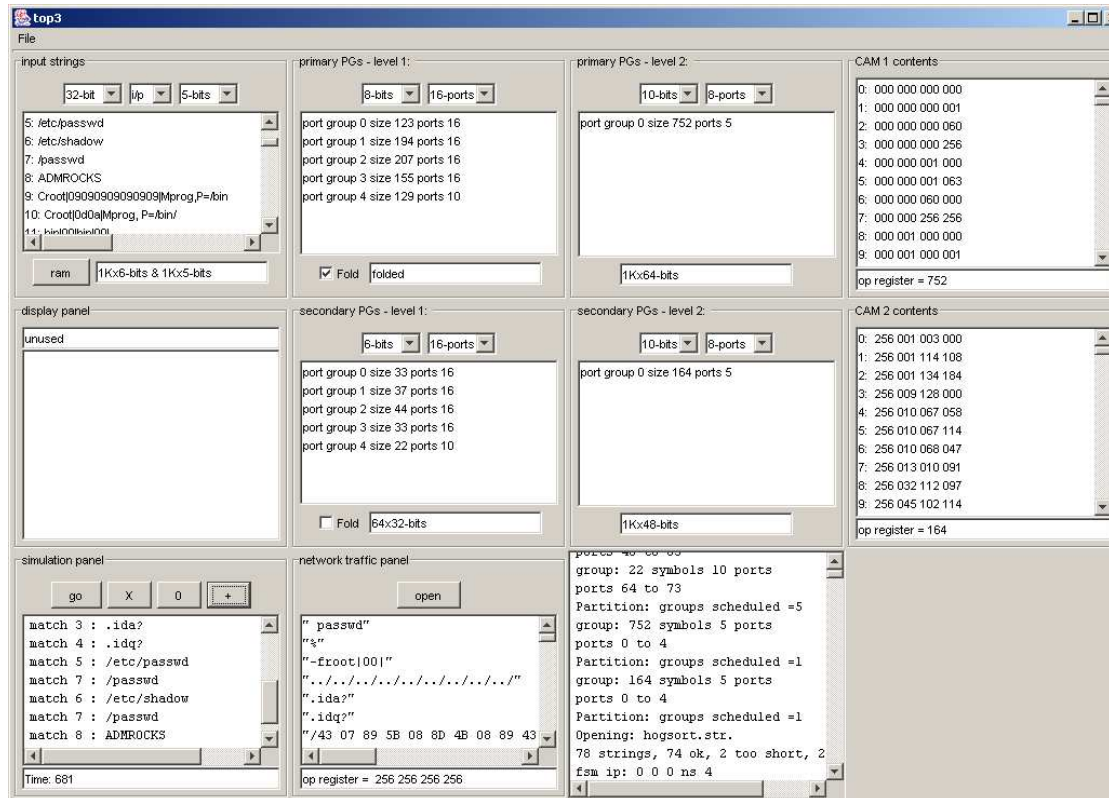 top3
File
input strings
32-bit i/p 5-bits
5: /etc/passwd
6: /etc/shadow
7: /passwd
8: ADMROCKS
9: Croot|09090909090909|Mprog,P=/bin
10: Croot|0d0a|Mprog, P=/bin/
11: bin|00|bin|00|
ram 1Kx6-bits & 1Kx5-bits
primary PGs - level 1:
8-bits 16-ports
port group 0 size 123 ports 16
port group 1 size 194 ports 16
port group 2 size 207 ports 16
port group 3 size 155 ports 16
port group 4 size 129 ports 10
Fold folded
primary PGs - level 2:
10-bits 8-ports
port group 0 size 752 ports 5
1Kx64-bits
CAM 1 contents
0: 000 000 000 000
1: 000 000 000 001
2: 000 000 000 060
3: 000 000 000 256
4: 000 000 001 000
5: 000 000 001 063
6: 000 000 060 000
7: 000 000 256 256
8: 000 001 000 000
9: 000 001 000 001
op register = 752
display panel
unused
secondary PGs - level 1:
6-bits 16-ports
port group 0 size 33 ports 16
port group 1 size 37 ports 16
port group 2 size 44 ports 16
port group 3 size 33 ports 16
port group 4 size 22 ports 10
Fold 64x32-bits
secondary PGs - level 2:
10-bits 8-ports
port group 0 size 164 ports 5
1Kx48-bits
CAM 2 contents
0: 256 001 003 000
1: 256 001 114 108
2: 256 001 134 184
3: 256 009 128 000
4: 256 010 067 058
5: 256 010 067 114
6: 256 010 068 047
7: 256 013 010 091
8: 256 032 112 097
9: 256 045 102 114
op register = 164
simulation panel
go X 0 +
match 3 : .ida?
match 4 : .idq?
match 5 : /etc/passwd
match 7 : /passwd
match 6 : /etc/shadow
match 7 : /passwd
match 8 : ADMROCKS
Time: 681
network traffic panel
open
" passwd"
"%"
"-froot|00|"
"../../../../../../../../../"
".ida?"
".idq?"
"/43 07 89 5B 08 8D 4B 08 89 43
op register = 256 256 256 256
group: 22 symbols 10 ports
ports 64 to 73
Partition: groups scheduled =5
group: 752 symbols 5 ports
ports 0 to 4
Partition: groups scheduled =1
group: 164 symbols 5 ports
ports 0 to 4
Partition: groups scheduled =1
Opening: hogsort.str.
78 strings, 74 ok, 2 too short, 2
fsm ip: 0 0 0 ns 4